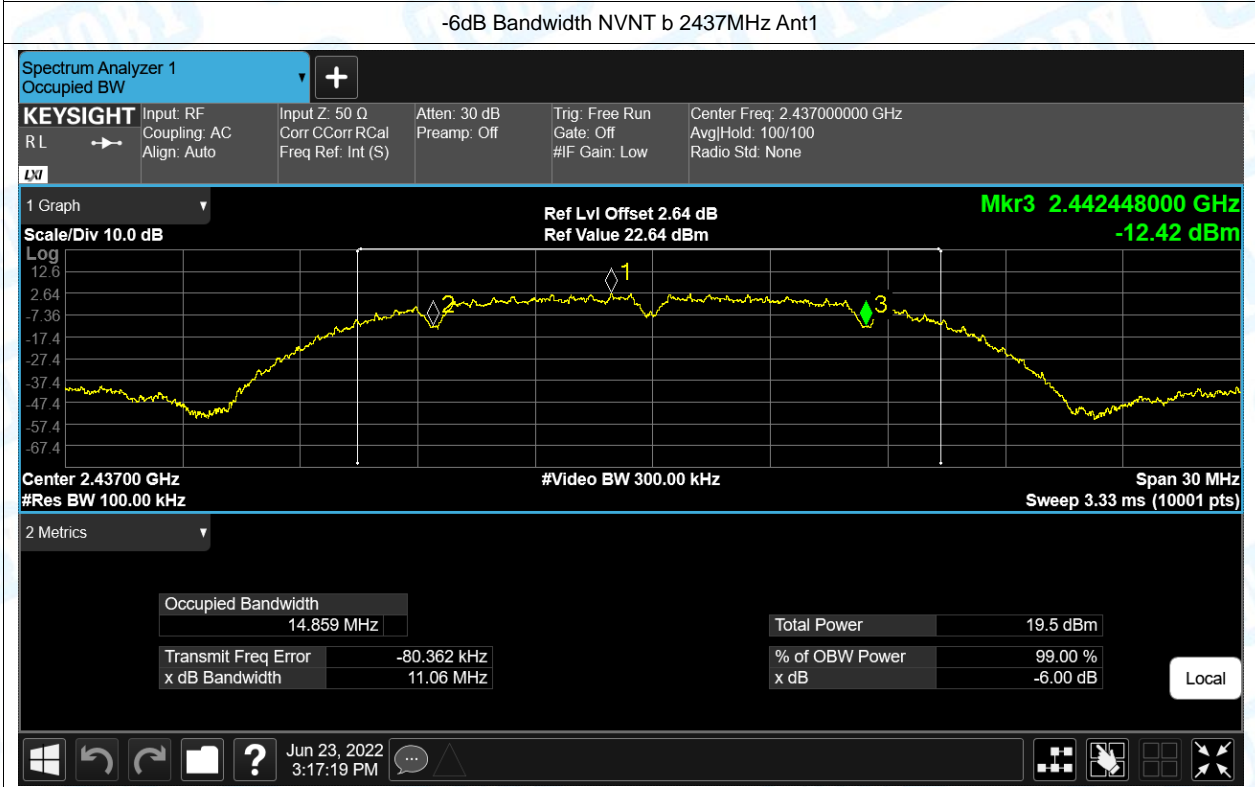 -6dB Bandwidth NVNT b 2437MHz Ant1
Spectrum Analyzer 1
Occupied BW
KEYSIGHT
R L
LXI
Input: RF
Coupling: AC
Align: Auto
Input Z: 50 Ω
Corr CCorr RCal
Freq Ref: Int (S)
Atten: 30 dB
Preamp: Off
Trig: Free Run
Gate: Off
#IF Gain: Low
Center Freq: 2.437000000 GHz
Avg|Hold: 100/100
Radio Std: None
1 Graph
Scale/Div 10.0 dB
Ref Lvl Offset 2.64 dB
Ref Value 22.64 dBm
Mkr3 2.442448000 GHz
-12.42 dBm
Log
12.6
2.64
-7.36
-17.4
-27.4
-37.4
-47.4
-57.4
-67.4
1
2
3
Center 2.43700 GHz
#Res BW 100.00 kHz
#Video BW 300.00 kHz
Span 30 MHz
Sweep 3.33 ms (10001 pts)
2 Metrics
Occupied Bandwidth
14.859 MHz
Transmit Freq Error -80.362 kHz
x dB Bandwidth 11.06 MHz
Total Power 19.5 dBm
% of OBW Power 99.00 %
x dB -6.00 dB
Local
?
Jun 23, 2022
3:17:19 PM